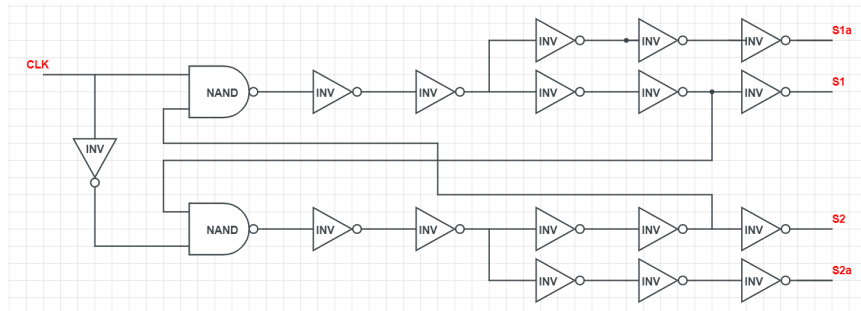 INV INV INV S1a
CLK
NAND INV INV INV INV INV S1
INV
NAND INV INV INV INV INV S2
INV INV INV S2a